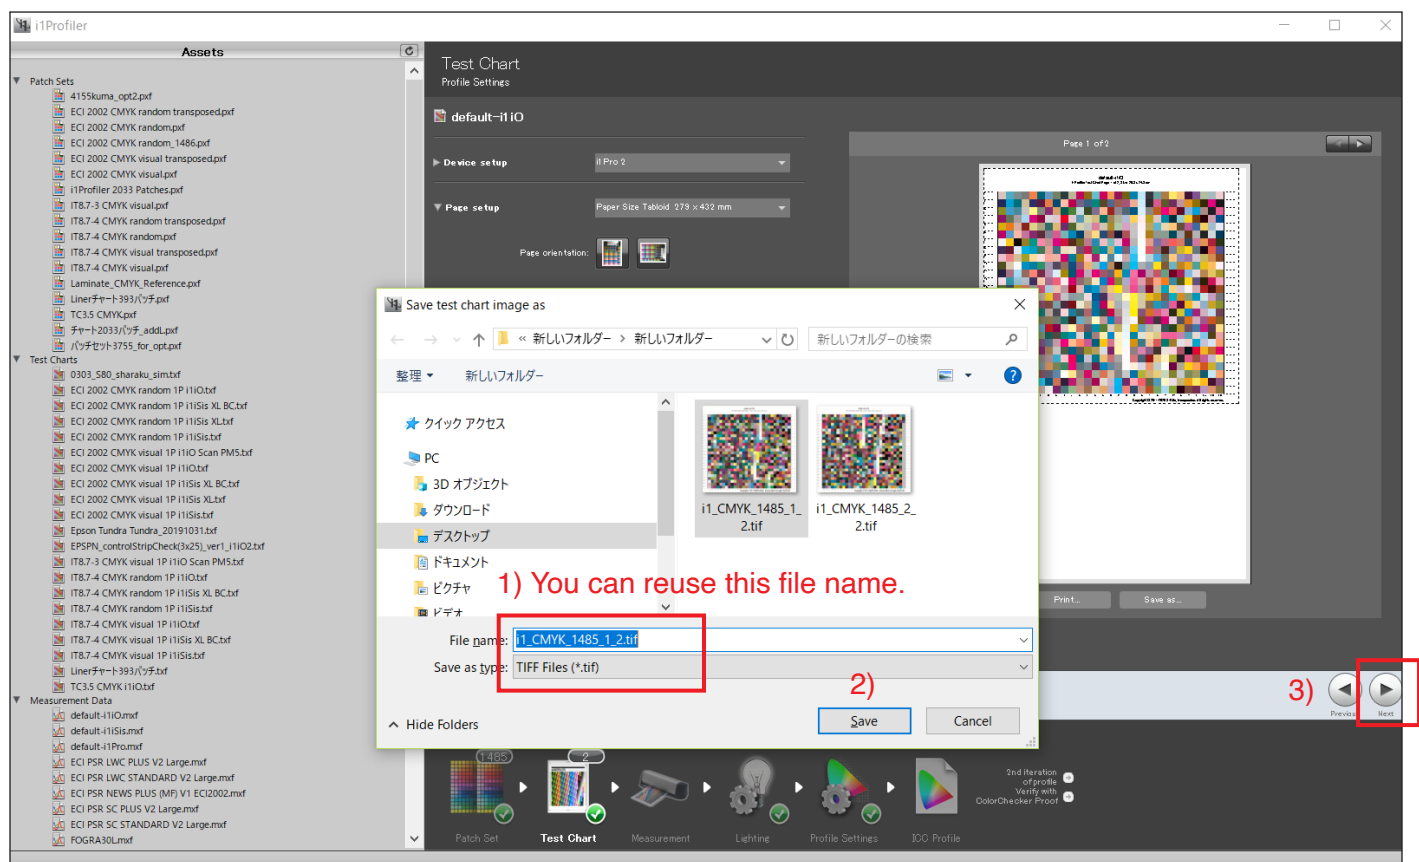 i1Profiler
Assets
Patch Sets
4155kuma_opt2.pxf
ECI 2002 CMYK random transposed.pxf
ECI 2002 CMYK random.pxf
ECI 2002 CMYK random_1486.pxf
ECI 2002 CMYK visual transposed.pxf
ECI 2002 CMYK visual.pxf
i1Profiler 2033 Patches.pxf
IT8.7-3 CMYK visual.pxf
IT8.7-4 CMYK random transposed.pxf
IT8.7-4 CMYK random.pxf
IT8.7-4 CMYK visual transposed.pxf
IT8.7-4 CMYK visual.pxf
Laminate_CMYK_Reference.pxf
Linerチャート393パッチ.pxf
TC3.5 CMYK.pxf
チャート2033パッチ_addL.pxf
パッチセット3755_for_opt.pxf
Test Charts
0303_S80_sharaku_sim.txf
ECI 2002 CMYK random 1P i1iO.txf
ECI 2002 CMYK random 1P i1iSis XL BC.txf
ECI 2002 CMYK random 1P i1iSis XL.txf
ECI 2002 CMYK random 1P i1iSis.txf
ECI 2002 CMYK visual 1P i1iO Scan PM5.txf
ECI 2002 CMYK visual 1P i1iO.txf
ECI 2002 CMYK visual 1P i1iSis XL BC.txf
ECI 2002 CMYK visual 1P i1iSis XL.txf
ECI 2002 CMYK visual 1P i1iSis.txf
Epson Tundra Tundra_20191031.txf
EPSPN_controlStripCheck(3x25)_ver1_i1iO2.txf
IT8.7-3 CMYK visual 1P i1iO Scan PM5.txf
IT8.7-4 CMYK random 1P i1iO.txf
IT8.7-4 CMYK random 1P i1iSis XL BC.txf
IT8.7-4 CMYK random 1P i1iSis.txf
IT8.7-4 CMYK visual 1P i1iO.txf
IT8.7-4 CMYK visual 1P i1iSis XL BC.txf
IT8.7-4 CMYK visual 1P i1iSis.txf
Linerチャート393パッチ.txf
TC3.5 CMYK i1iO.txf
Measurement Data
default-i1iO.mxf
default-i1iSis.mxf
default-i1Pro.mxf
ECI PSR LWC PLUS V2 Large.mxf
ECI PSR LWC STANDARD V2 Large.mxf
ECI PSR NEWS PLUS (MF) V1 ECI2002.mxf
ECI PSR SC PLUS V2 Large.mxf
ECI PSR SC STANDARD V2 Large.mxf
FOGRA30L.mxf
Test Chart
Profile Settings
default-i1iO
Device setup
i1 Pro 2
Page setup
Paper Size Tabloid 279 x 432 mm
Page orientation:
Page 1 of 2
Print...
Save as...
Save test chart image as
« 新しいフォルダー > 新しいフォルダー
新しいフォルダーの検索
整理
新しいフォルダー
クイック アクセス
PC
3D オブジェクト
ダウンロード
デスクトップ
ドキュメント
ピクチャ
ビデオ
i1_CMYK_1485_1_
2.tif
i1_CMYK_1485_2_
2.tif
1) You can reuse this file name.
File name:
i1_CMYK_1485_1_2.tif
Save as type:
TIFF Files (*.tif)
2)
Hide Folders
Save
Cancel
3)
Previous
Next
1485
2
Patch Set
Test Chart
Measurement
Lighting
Profile Settings
ICC Profile
2nd iteration
of profile
Verify with
ColorChecker Proof